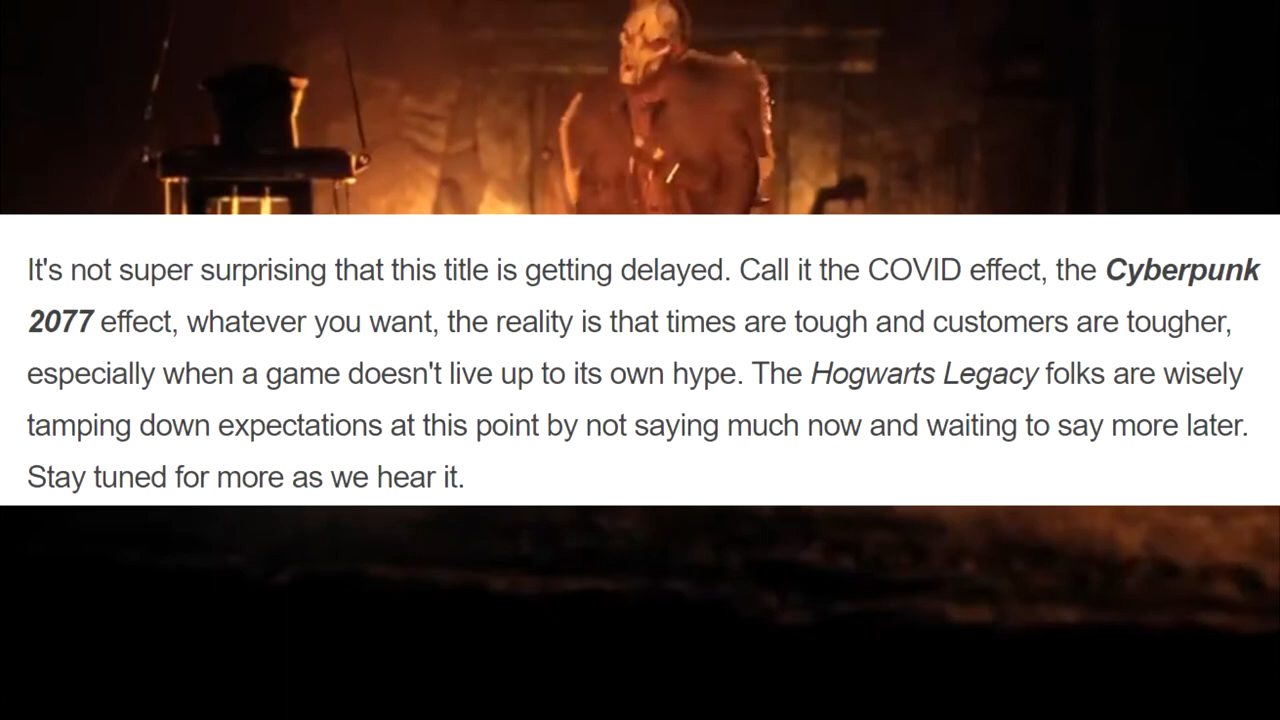 It's not super surprising that this title is getting delayed. Call it the COVID effect, the Cyberpunk
2077 effect, whatever you want, the reality is that times are tough and customers are tougher,
especially when a game doesn't live up to its own hype. The Hogwarts Legacy folks are wisely
tamping down expectations at this point by not saying much now and waiting to say more later.
Stay tuned for more as we hear it.